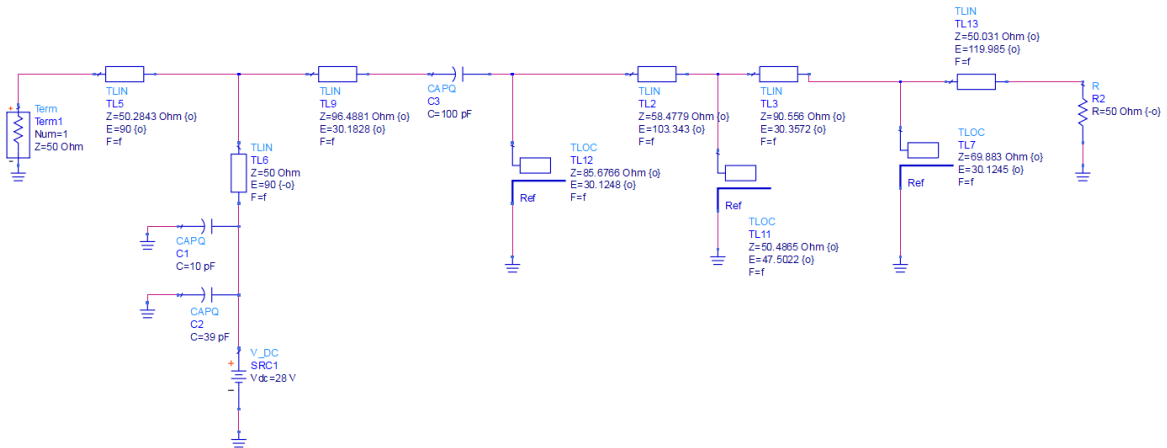 TLIN
TL13
Z=50.031 Ohm {o}
E=119.985 {o}
F=f
Term
Term1
Num=1
Z=50 Ohm
TLIN
TL5
Z=50.2843 Ohm {o}
E=90 {o}
F=f
TLIN
TL9
Z=96.4881 Ohm {o}
E=30.1828 {o}
F=f
CAPQ
C3
C=100 pF
TLIN
TL2
Z=58.4779 Ohm {o}
E=103.343 {o}
F=f
TLIN
TL3
Z=90.556 Ohm {o}
E=30.3572 {o}
F=f
R
R2
R=50 Ohm {-o}
TLIN
TL6
Z=50 Ohm
E=90 {-o}
F=f
TLOC
TL12
Z=85.6766 Ohm {o}
E=30.1248 {o}
F=f
Ref
TLOC
TL7
Z=69.883 Ohm {o}
E=30.1245 {o}
F=f
Ref
Ref
TLOC
TL11
Z=50.4865 Ohm {o}
E=47.5022 {o}
F=f
CAPQ
C1
C=10 pF
CAPQ
C2
C=39 pF
V_DC
SRC1
Vdc=28 V